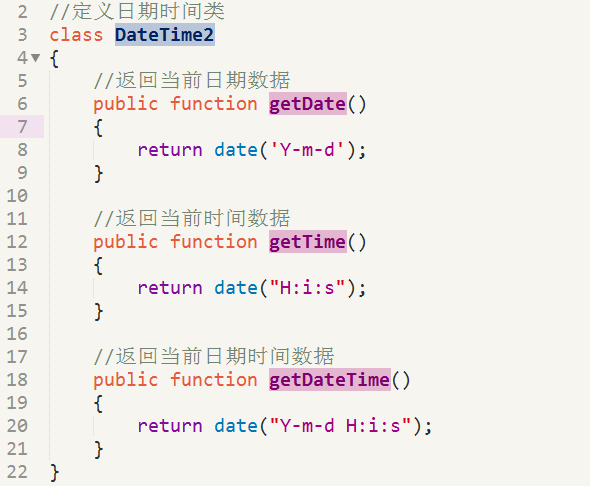 2 //定义日期时间类
3 class DateTime2
4 {
5     //返回当前日期数据
6     public function getDate()
7     {
8         return date('Y-m-d');
9     }
10
11     //返回当前时间数据
12     public function getTime()
13     {
14         return date("H:i:s");
15     }
16
17     //返回当前日期时间数据
18     public function getDateTime()
19     {
20         return date("Y-m-d H:i:s");
21     }
22 }